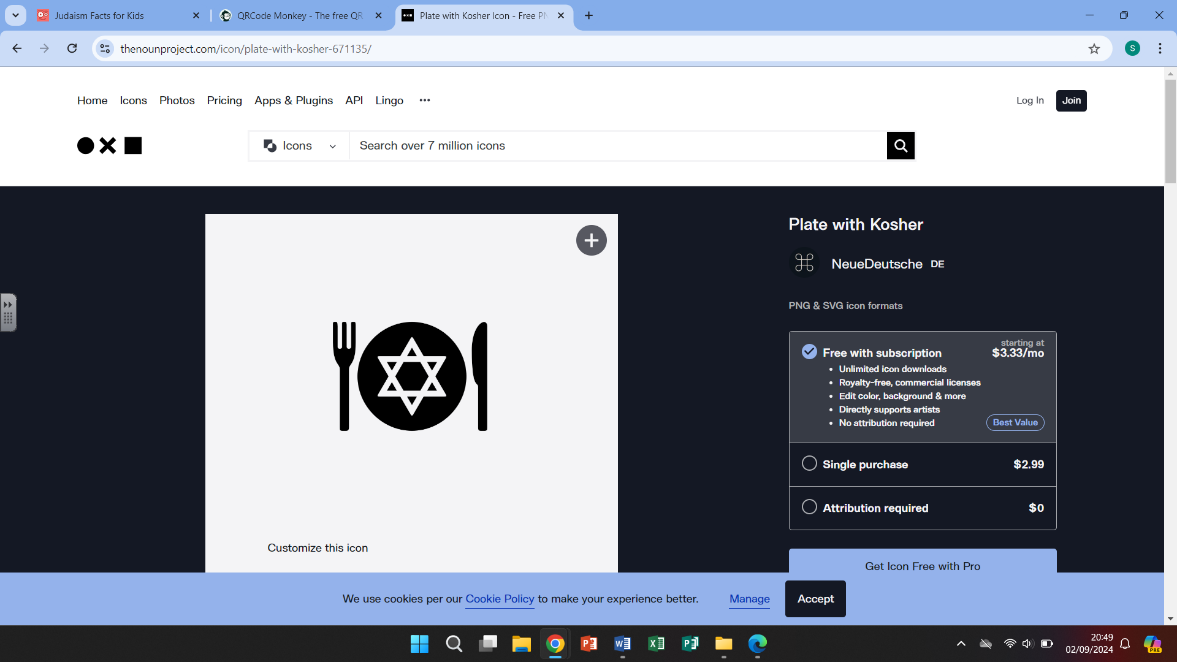 Judaism Facts for Kids
QRCode Monkey - The free QR
Plate with Kosher Icon - Free Ph
thenounproject.com/icon/plate-with-kosher-671135/
S
Home Icons Photos Pricing Apps & Plugins API Lingo •••
Log In Join
Icons Search over 7 million icons
Plate with Kosher
NeueDeutsche DE
PNG & SVG icon formats
starting at
Free with subscription $3.33/mo
• Unlimited icon downloads
• Royalty-free, commercial licenses
• Edit color, background & more
• Directly supports artists
• No attribution required Best Value
Single purchase $2.99
Attribution required $0
Customize this icon
Get Icon Free with Pro
We use cookies per our Cookie Policy to make your experience better. Manage Accept
20:49
02/09/2024